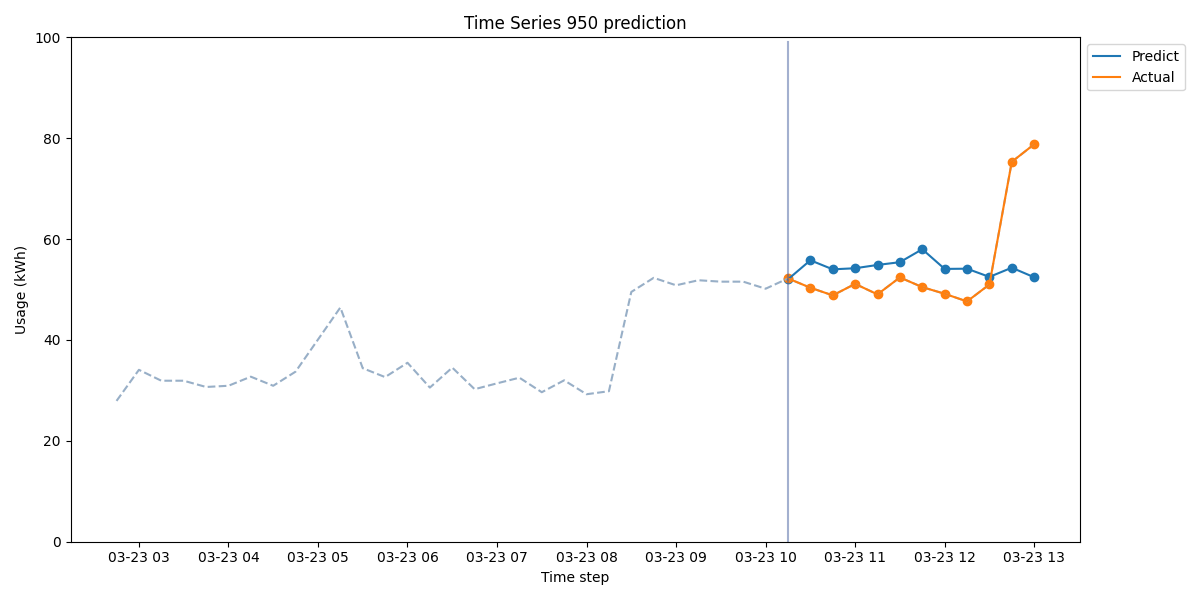 Time Series 950 prediction
Predict
Actual
Usage (kWh)
100
80
60
40
20
0
03-23 03 03-23 04 03-23 05 03-23 06 03-23 07 03-23 08 03-23 09 03-23 10 03-23 11 03-23 12 03-23 13
Time step